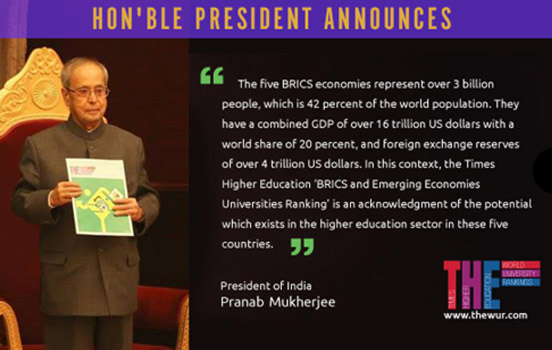 HON'BLE PRESIDENT ANNOUNCES
“ The five BRICS economies represent over 3 billion
people, which is 42 percent of the world population. They
have a combined GDP of over 16 trillion US dollars with a
world share of 20 percent, and foreign exchange reserves
of over 4 trillion US dollars. In this context, the Times
Higher Education ‘BRICS and Emerging Economies
Universities Ranking’ is an acknowledgment of the potential
which exists in the higher education sector in these five
countries. ”
President of India
Pranab Mukherjee
THE
TIMES
HIGHER
EDUCATION
WORLD
UNIVERSITY
RANKINGS
www.thewur.com
THE